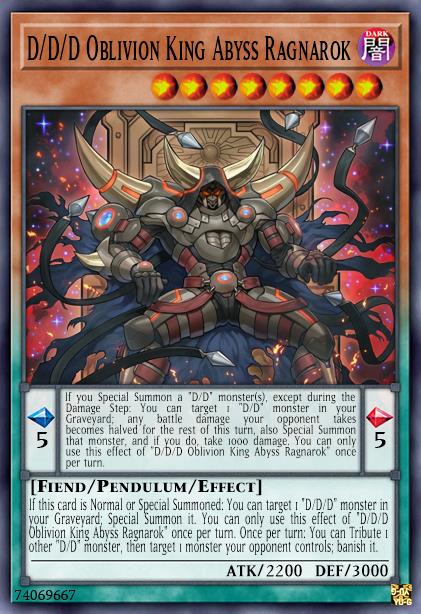 D/D/D Oblivion King Abyss Ragnarok
DARK
闇
If you Special Summon a "D/D" monster(s), except during the
Damage Step: You can target 1 "D/D" monster in your
Graveyard; any battle damage your opponent takes
becomes halved for the rest of this turn, also Special Summon
that monster, and if you do, take 1000 damage. You can only
use this effect of "D/D/D Oblivion King Abyss Ragnarok" once
per turn.
5
5
[Fiend/Pendulum/Effect]
If this card is Normal or Special Summoned: You can target 1 "D/D/D" monster in
your Graveyard; Special Summon it. You can only use this effect of "D/D/D
Oblivion King Abyss Ragnarok" once per turn. Once per turn: You can Tribute 1
other "D/D" monster, then target 1 monster your opponent controls; banish it.
ATK/2200 DEF/3000
74069667